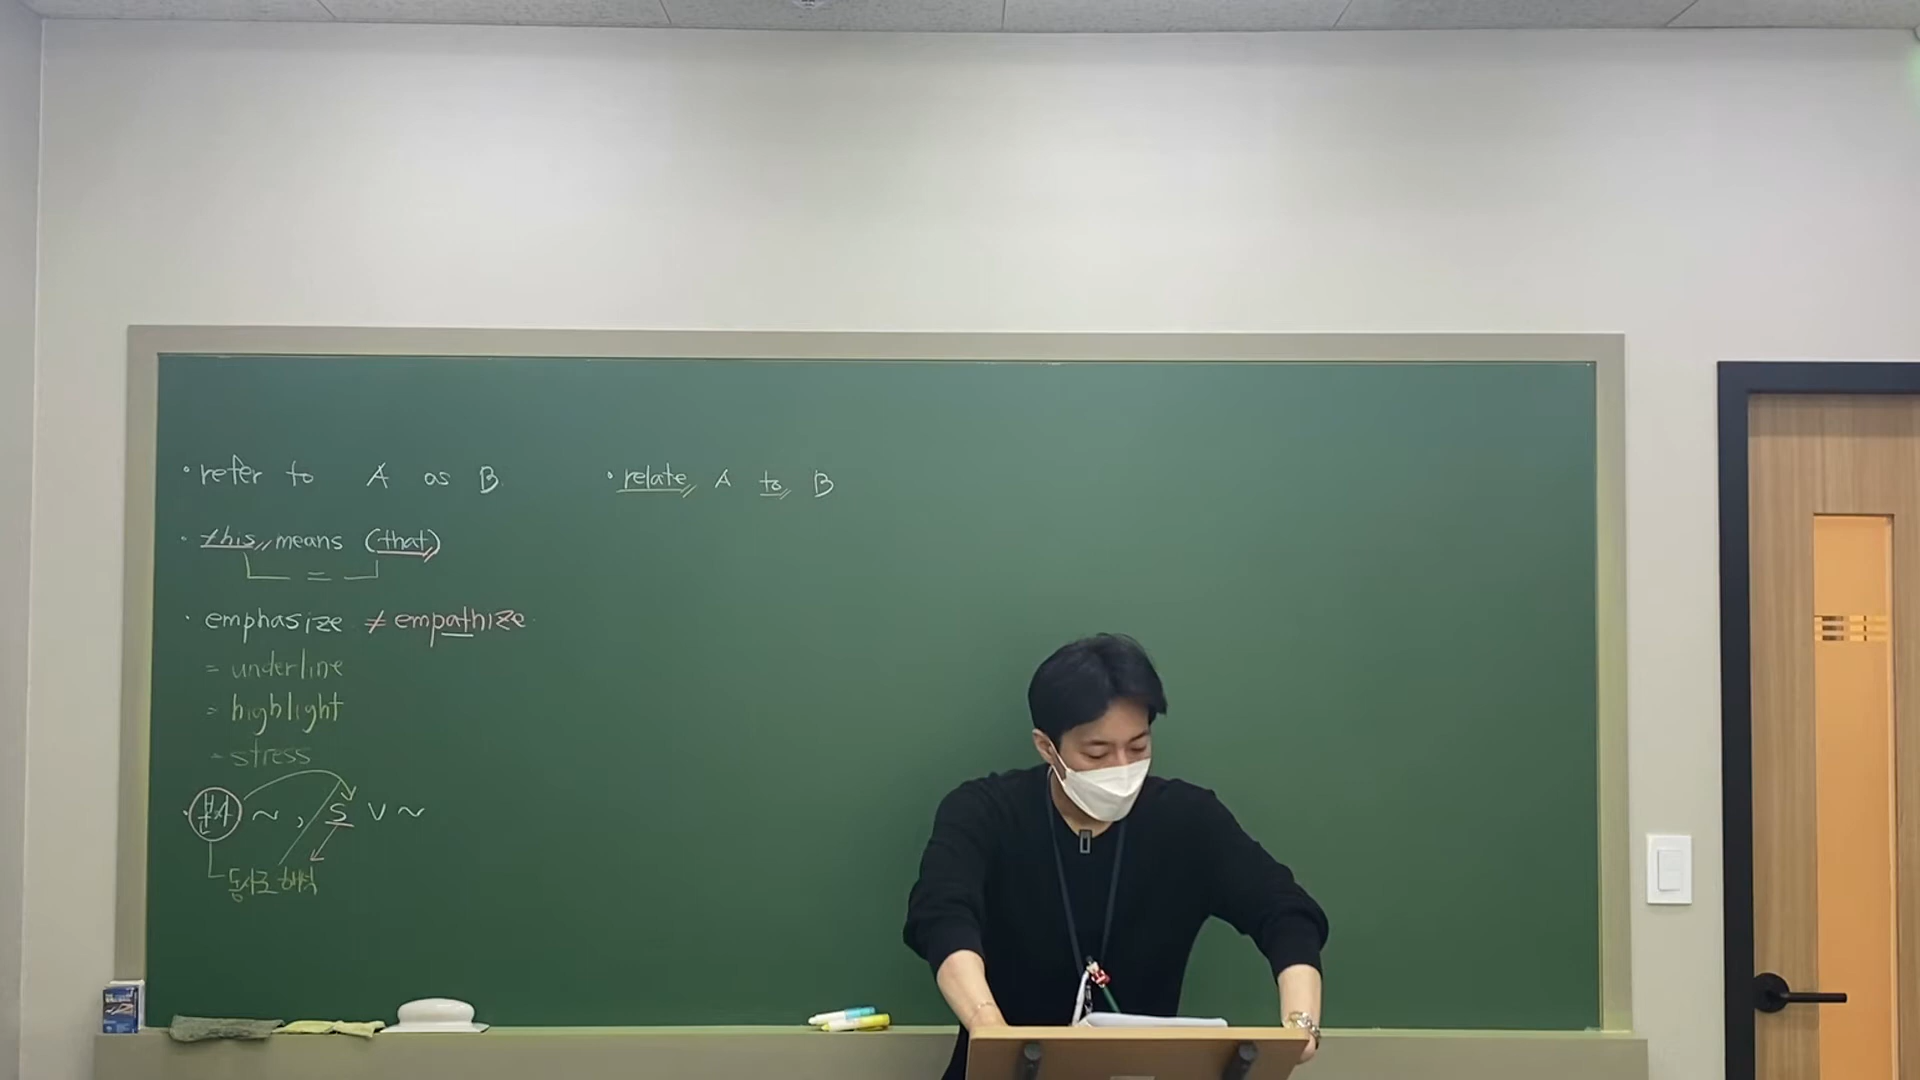 · refer to A as B
· this means (that)
=
· emphasize ≠ empathize
= underline
= highlight
= stress
· 분사 ~ , S V ~
동사로 해석
· relate A to B